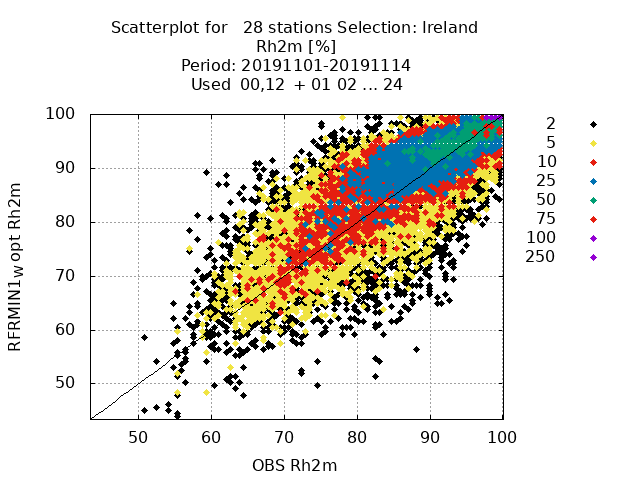 Scatterplot for   28 stations Selection: Ireland
Rh2m [%]
Period: 20191101-20191114
Used  00,12  + 01 02 ... 24
100
90
80
70
60
50
RFRMIN1W opt Rh2m
50 60 70 80 90 100
OBS Rh2m
2
5
10
25
50
75
100
250